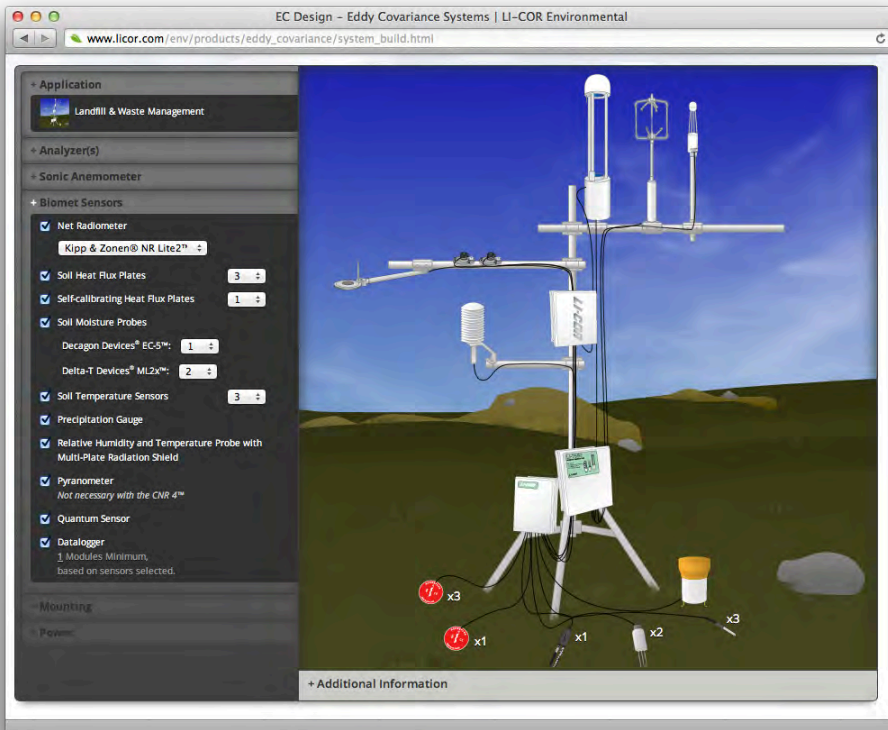 EC Design – Eddy Covariance Systems | LI-COR Environmental
www.licor.com/env/products/eddy_covariance/system_build.html
+ Application
Landfill & Waste Management
+ Analyzer(s)
+ Sonic Anemometer
+ Biomet Sensors
Net Radiometer
Kipp & Zonen® NR Lite2™
Soil Heat Flux Plates 3
Self-calibrating Heat Flux Plates 1
Soil Moisture Probes
Decagon Devices® EC-5™: 1
Delta-T Devices® ML2x™: 2
Soil Temperature Sensors 3
Precipitation Gauge
Relative Humidity and Temperature Probe with
Multi-Plate Radiation Shield
Pyranometer
Not necessary with the CNR 4™
Quantum Sensor
Datalogger
1 Modules Minimum,
based on sensors selected.
+ Mounting
+ Power
LI-COR
x3
x1
x1
x2
x3
+ Additional Information